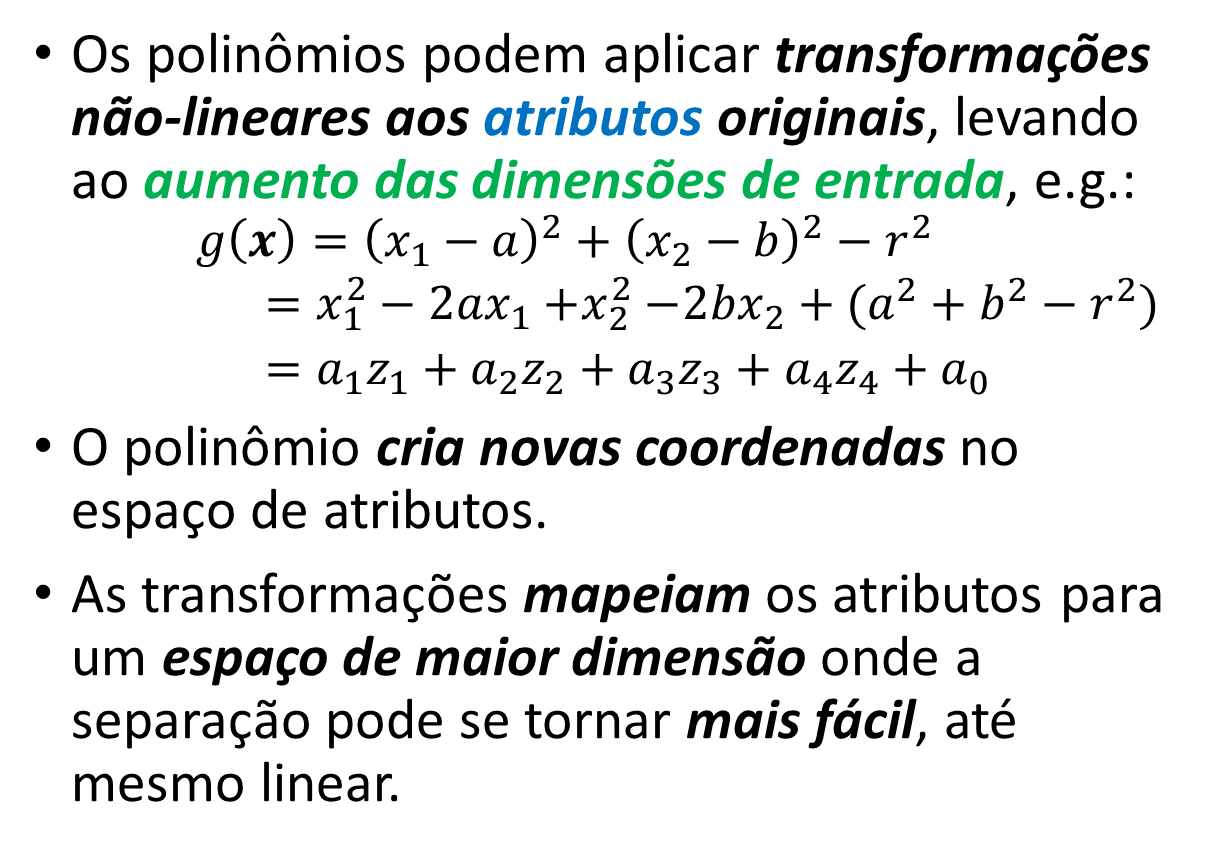 • Os polinômios podem aplicar transformações
não-lineares aos atributos originais, levando
ao aumento das dimensões de entrada, e.g.:
g(x) = (x₁ − a)² + (x₂ − b)² − r²
= x₁² − 2ax₁ +x₂² −2bx₂ + (a² + b² − r²)
= a₁z₁ + a₂z₂ + a₃z₃ + a₄z₄ + a₀
• O polinômio cria novas coordenadas no
espaço de atributos.
• As transformações mapeiam os atributos para
um espaço de maior dimensão onde a
separação pode se tornar mais fácil, até
mesmo linear.